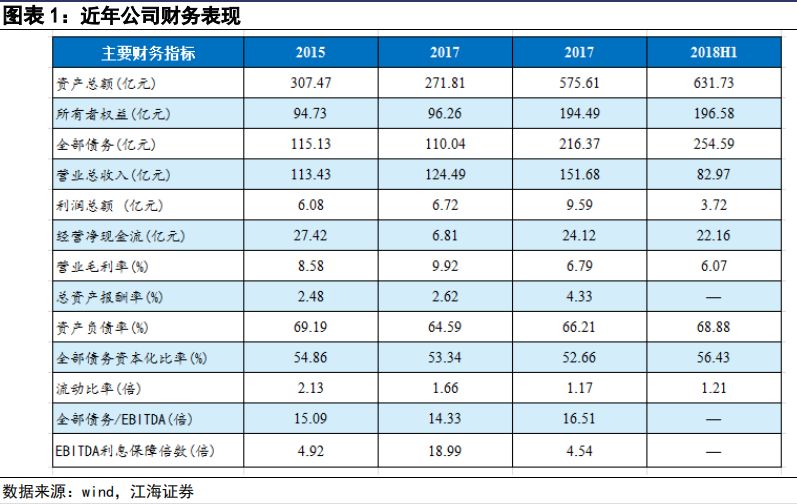 图表 1：近年公司财务表现
主要财务指标 2015 2017 2017 2018H1
资产总额(亿元) 307.47 271.81 575.61 631.73
所有者权益(亿元) 94.73 96.26 194.49 196.58
全部债务(亿元) 115.13 110.04 216.37 254.59
营业总收入(亿元) 113.43 124.49 151.68 82.97
利润总额 (亿元) 6.08 6.72 9.59 3.72
经营净现金流(亿元) 27.42 6.81 24.12 22.16
营业毛利率(%) 8.58 9.92 6.79 6.07
总资产报酬率(%) 2.48 2.62 4.33 —
资产负债率(%) 69.19 64.59 66.21 68.88
全部债务资本化比率(%) 54.86 53.34 52.66 56.43
流动比率(倍) 2.13 1.66 1.17 1.21
全部债务/EBITDA(倍) 15.09 14.33 16.51 —
EBITDA利息保障倍数(倍) 4.92 18.99 4.54 —
数据来源：wind，江海证券